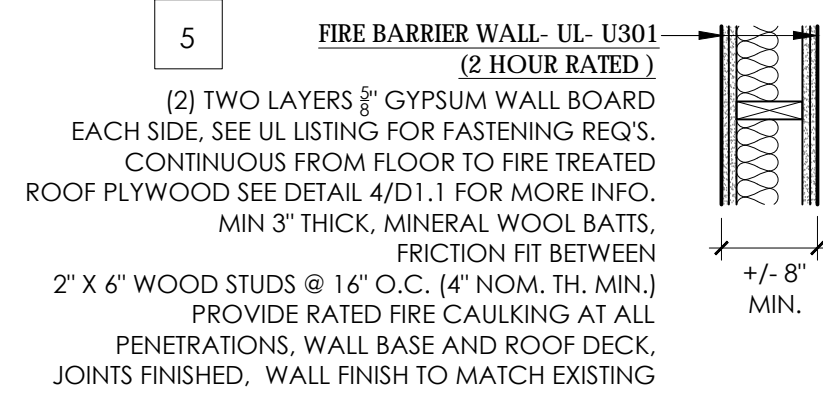 5
FIRE BARRIER WALL- UL- U301
(2 HOUR RATED )
(2) TWO LAYERS 5/8" GYPSUM WALL BOARD
EACH SIDE, SEE UL LISTING FOR FASTENING REQ'S.
CONTINUOUS FROM FLOOR TO FIRE TREATED
ROOF PLYWOOD SEE DETAIL 4/D1.1 FOR MORE INFO.
MIN 3" THICK, MINERAL WOOL BATTS,
FRICTION FIT BETWEEN
2" X 6" WOOD STUDS @ 16" O.C. (4" NOM. TH. MIN.)
PROVIDE RATED FIRE CAULKING AT ALL
PENETRATIONS, WALL BASE AND ROOF DECK,
JOINTS FINISHED, WALL FINISH TO MATCH EXISTING
+/- 8"
MIN.